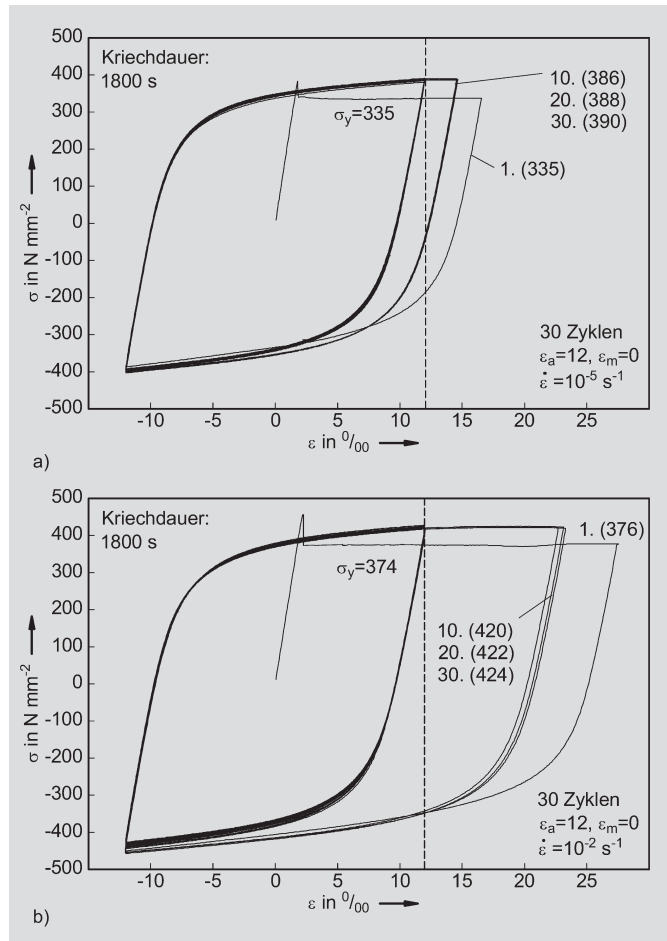 500
400
300
200
100
0
-100
-200
-300
-400
-500
σ in N mm⁻²
Kriechdauer:
1800 s
σy=335
10. (386)
20. (388)
30. (390)
1. (335)
30 Zyklen
εa=12, εm=0
ε̇ =10⁻⁵ s⁻¹
-10 -5 0 5 10 15 20 25
ε in ⁰/₀₀
a)
500
400
300
200
100
0
-100
-200
-300
-400
-500
σ in N mm⁻²
Kriechdauer:
1800 s
1. (376)
σy=374
10. (420)
20. (422)
30. (424)
30 Zyklen
εa=12, εm=0
ε̇ =10⁻² s⁻¹
-10 -5 0 5 10 15 20 25
ε in ⁰/₀₀
b)